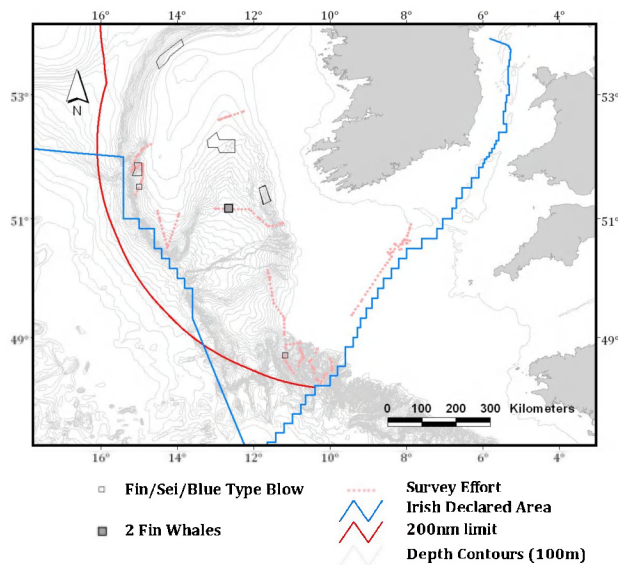 16° 14° 12° 10° 8° 6° 4°
53° 53°
N
51° 51°
49° 49°
0 100 200 300 Kilometers
16° 14° 12° 10° 8° 6° 4°
Fin/Sei/Blue Type Blow
2 Fin Whales
Survey Effort
Irish Declared Area
200nm limit
Depth Contours (100m)